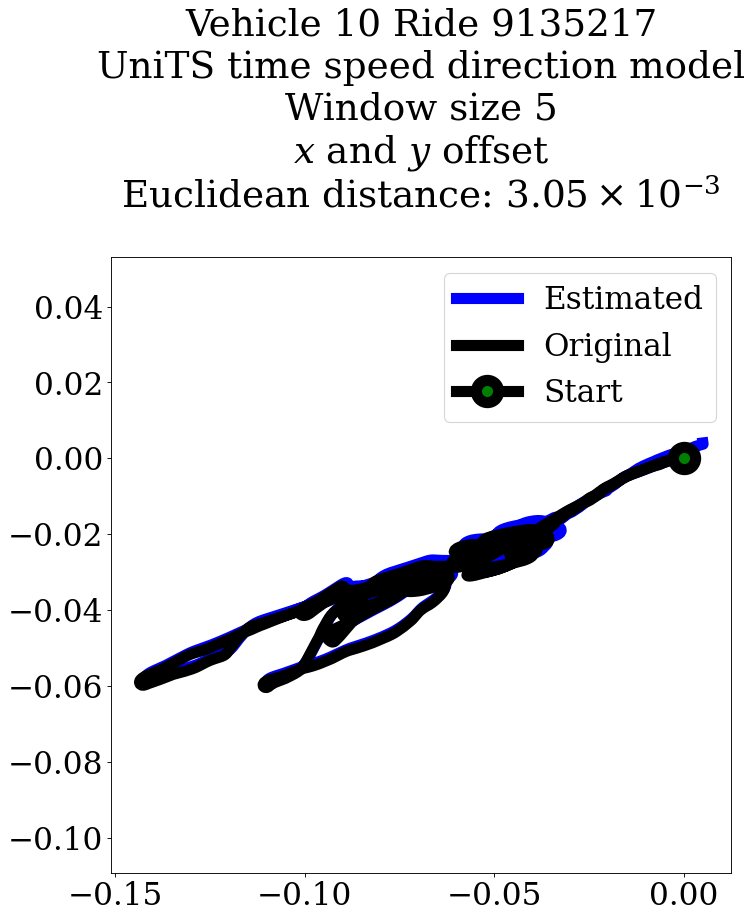 Vehicle 10 Ride 9135217
UniTS time speed direction model
Window size 5
x and y offset
Euclidean distance: 3.05 × 10⁻³
Estimated
Original
Start
0.04
0.02
0.00
−0.02
−0.04
−0.06
−0.08
−0.10
−0.15 −0.10 −0.05 0.00